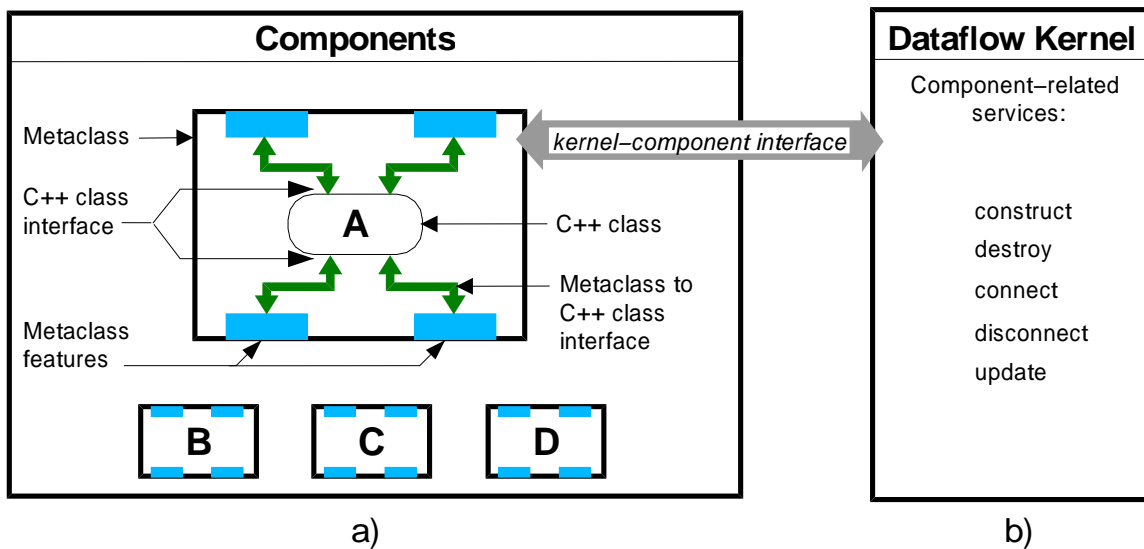 Components
Metaclass
C++ class
interface
A
C++ class
Metaclass to
C++ class
interface
Metaclass
features
B
C
D
a)
kernel–component interface
Dataflow Kernel
Component–related
services:
construct
destroy
connect
disconnect
update
b)